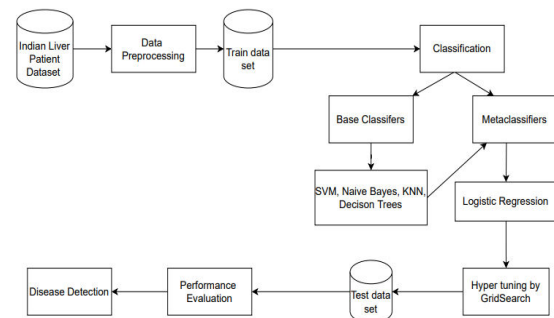 Indian Liver
Patient
Dataset
Data
Preprocessing
Train data
set
Classification
Base Classifers
Metaclassifiers
SVM, Naive Bayes, KNN,
Decison Trees
Logistic Regression
Disease Detection
Performance
Evaluation
Test data
set
Hyper tuning by
GridSearch